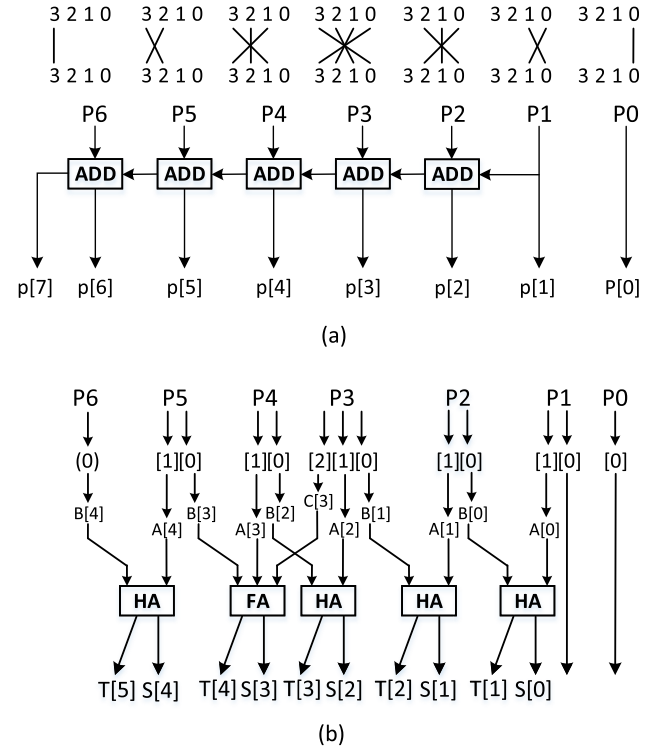 3 2 1 0 3 2 1 0 3 2 1 0 3 2 1 0 3 2 1 0 3 2 1 0 3 2 1 0
3 2 1 0 3 2 1 0 3 2 1 0 3 2 1 0 3 2 1 0 3 2 1 0 3 2 1 0
P6 P5 P4 P3 P2 P1 P0
ADD ADD ADD ADD ADD
p[7] p[6] p[5] p[4] p[3] p[2] p[1] P[0]
(a)
P6 P5 P4 P3 P2 P1 P0
(0) [1][0] [1][0] [2][1][0] [1][0] [1][0] [0]
C[3]
B[4] B[3] B[2] B[1] B[0]
A[4] A[3] A[2] A[1] A[0]
HA FA HA HA HA
T[5] S[4] T[4] S[3] T[3] S[2] T[2] S[1] T[1] S[0]
(b)